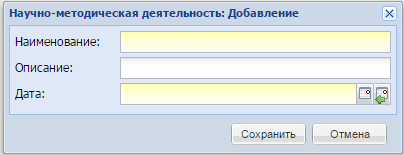 Научно-методическая деятельность: Добавление
Наименование:
Описание:
Дата:
Сохранить Отмена